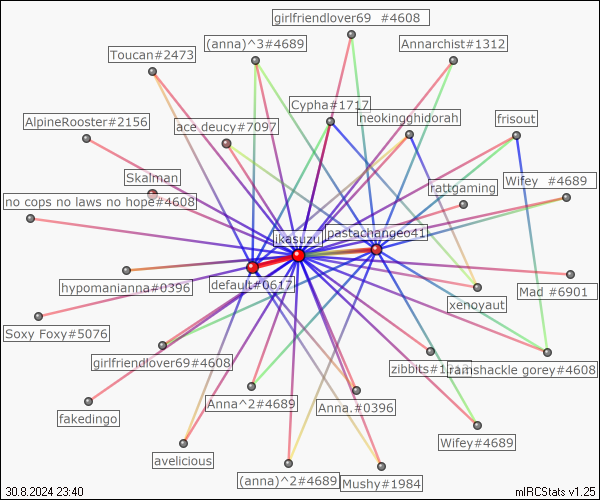 girlfriendlover69 #4608
(anna)^3#4689
Annarchist#1312
Toucan#2473
Cypha#1717
neokingghidorah
AlpineRooster#2156
ace deucy#7097
frisout
Skalman
rattgaming
Wifey #4689
no cops no laws no hope#4608
ikasuzu
pastachangeo41
hypomanianna#0396
default#0617
Mad #6901
xenoyaut
Soxy Foxy#5076
girlfriendlover69#4608
ramshackle gorey#4608
Anna^2#4689
Anna.#0396
fakedingo
Wifey#4689
avelicious
(anna)^2#4689
Mushy#1984
30.8.2024 23:40
mIRCStats v1.25